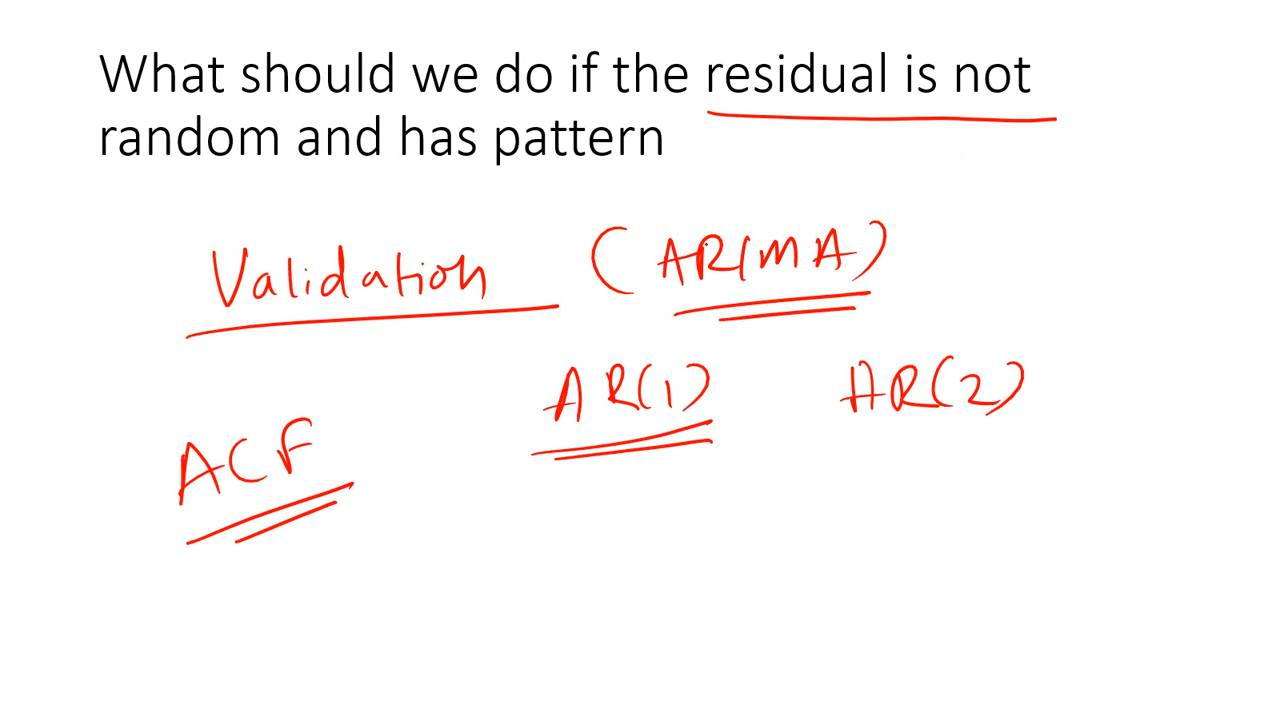 What should we do if the residual is not
random and has pattern
Validation (ARIMA)
AR(1) AR(2)
ACF